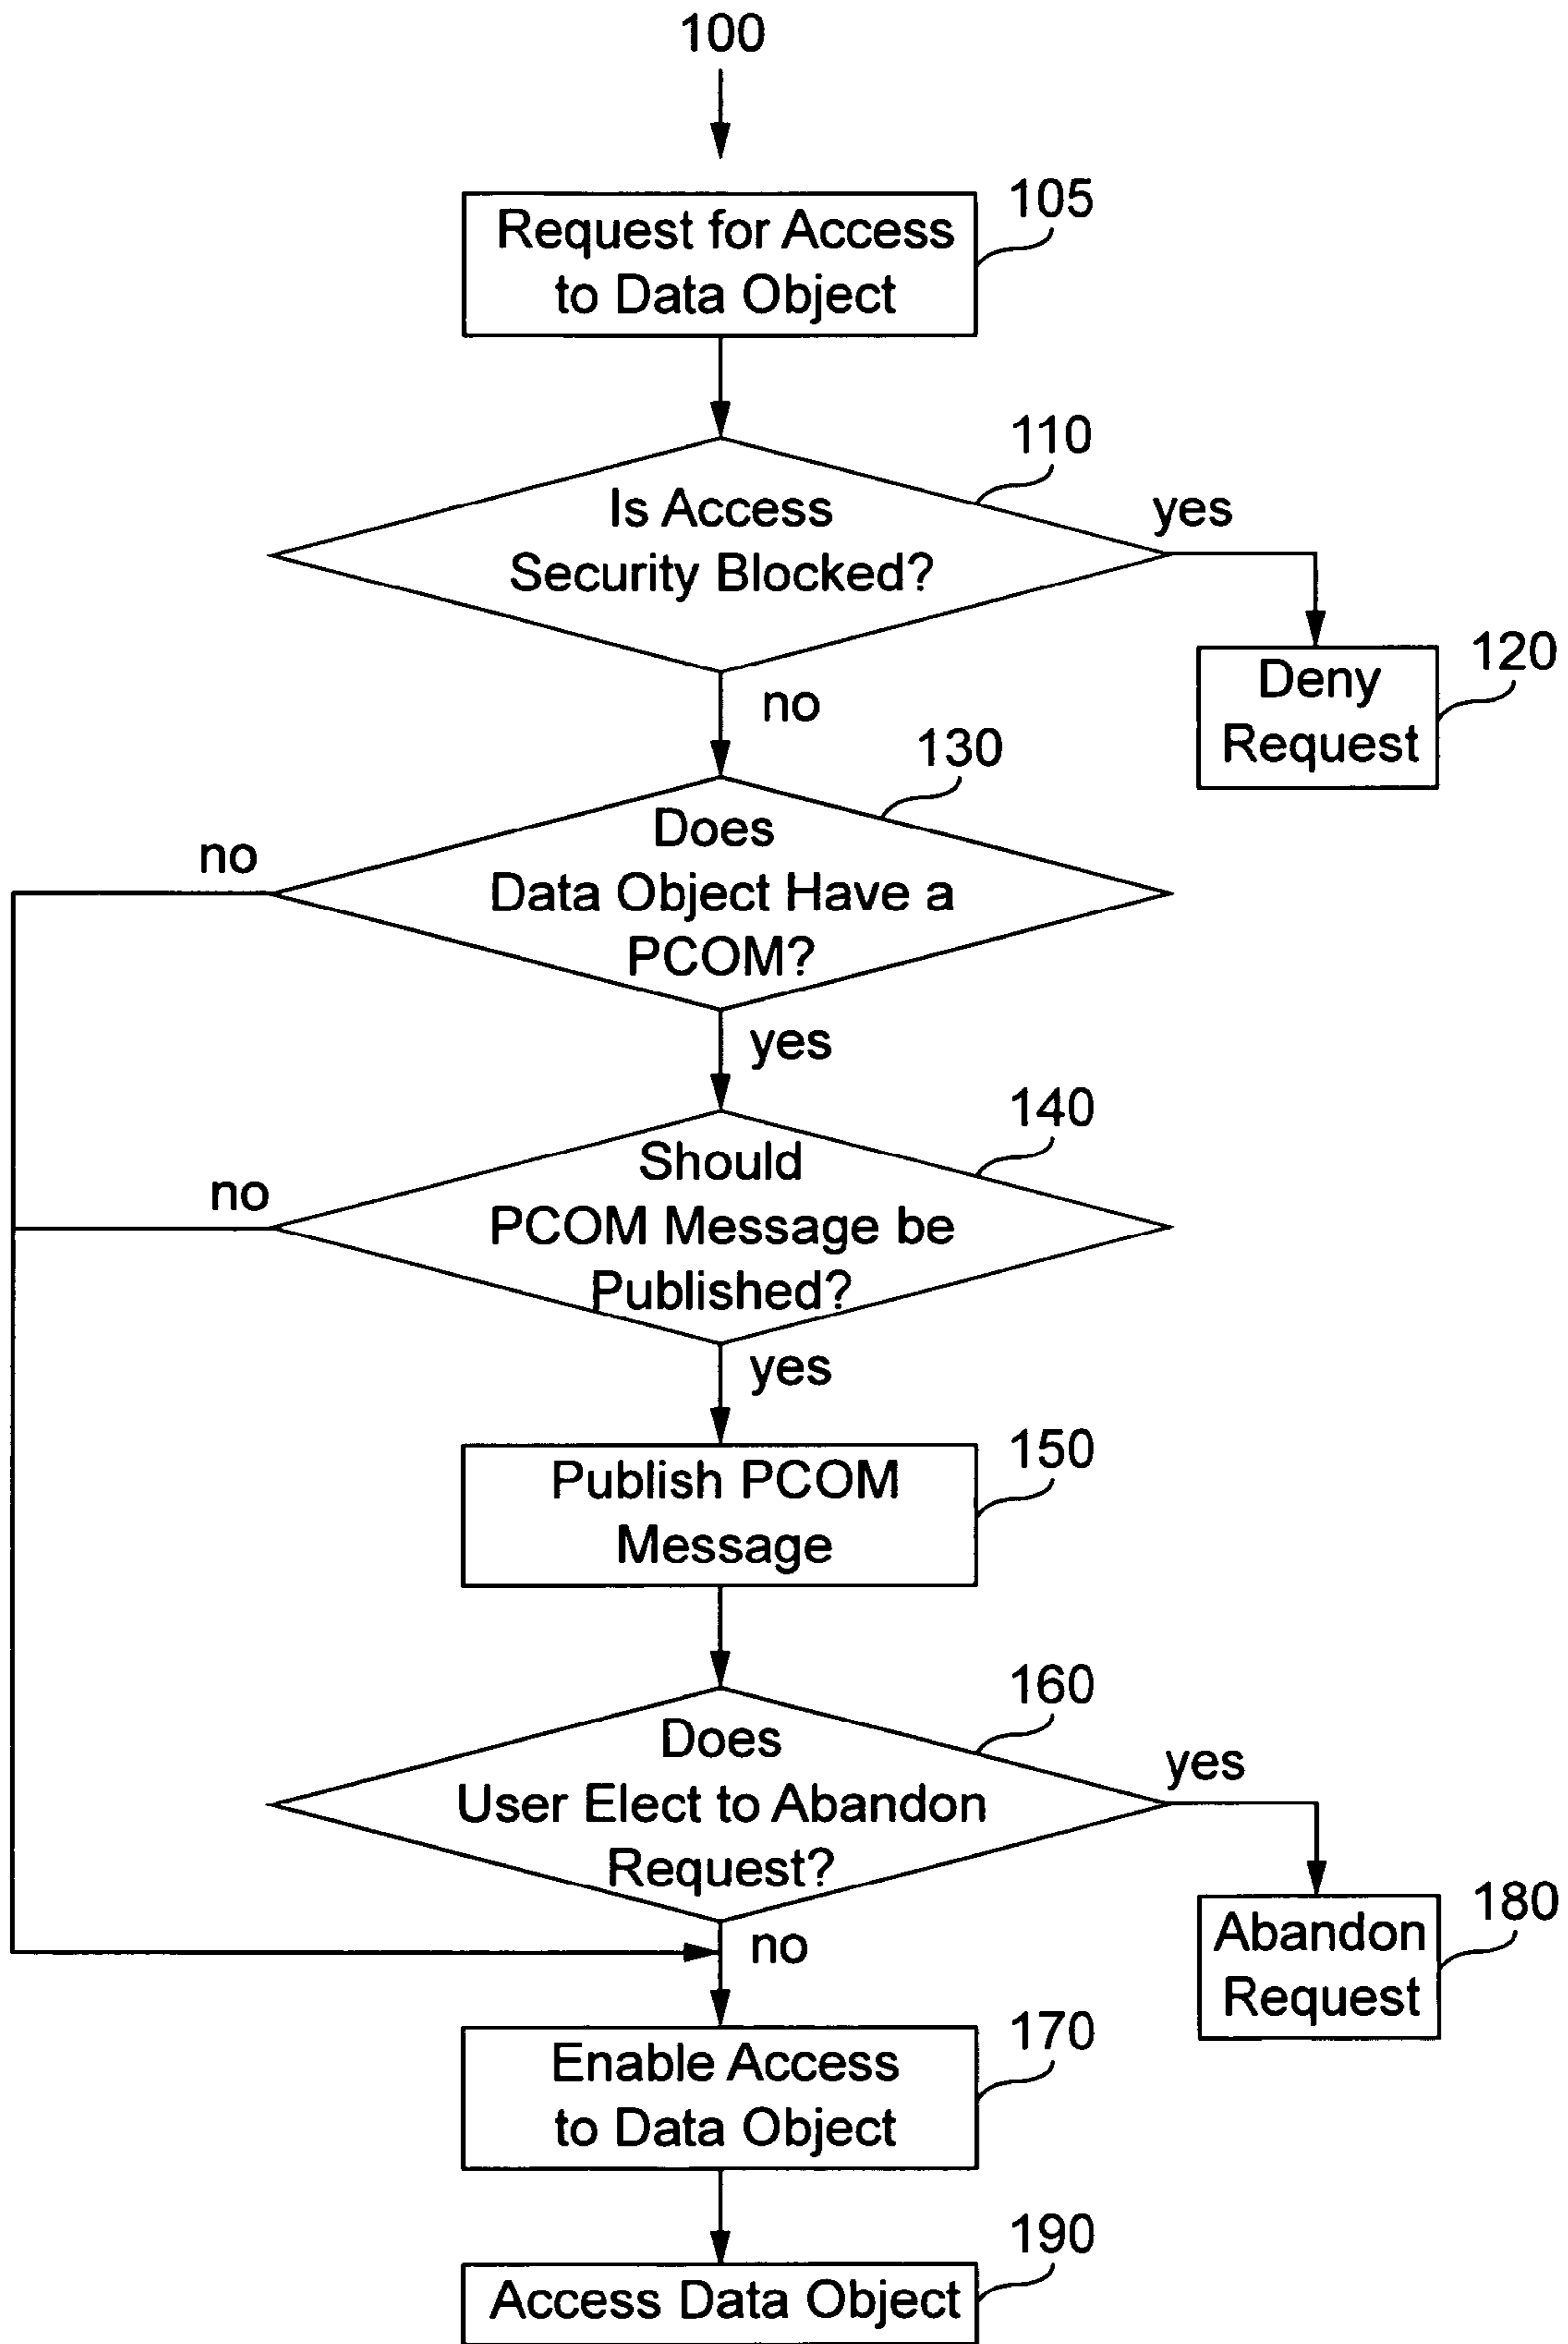 100
105
Request for Access
to Data Object
110
Is Access
Security Blocked?
yes
120
Deny
Request
no
130
Does
Data Object Have a
PCOM?
no
yes
140
Should
PCOM Message be
Published?
no
yes
150
Publish PCOM
Message
160
Does
User Elect to Abandon
Request?
yes
180
Abandon
Request
no
170
Enable Access
to Data Object
190
Access Data Object